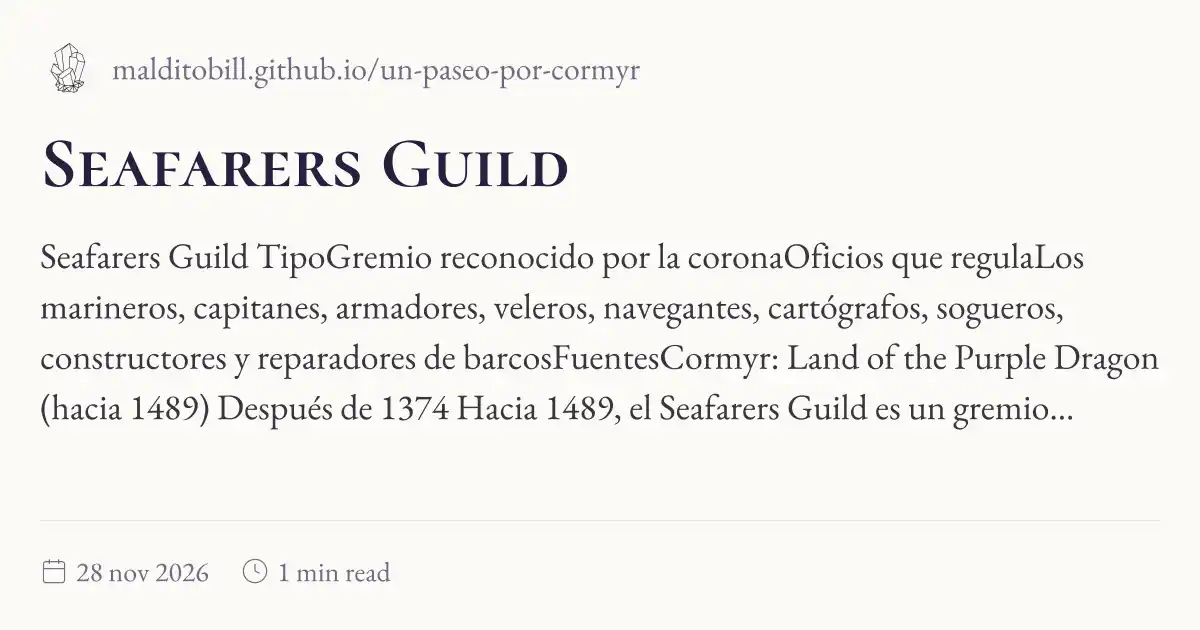 malditobill.github.io/un-paseo-por-cormyr
Seafarers Guild
Seafarers Guild TipoGremio reconocido por la coronaOficios que regulaLos
marineros, capitanes, armadores, veleros, navegantes, cartógrafos, sogueros,
constructores y reparadores de barcosFuentesCormyr: Land of the Purple Dragon
(hacia 1489) Después de 1374 Hacia 1489, el Seafarers Guild es un gremio...
28 nov 2026 1 min read